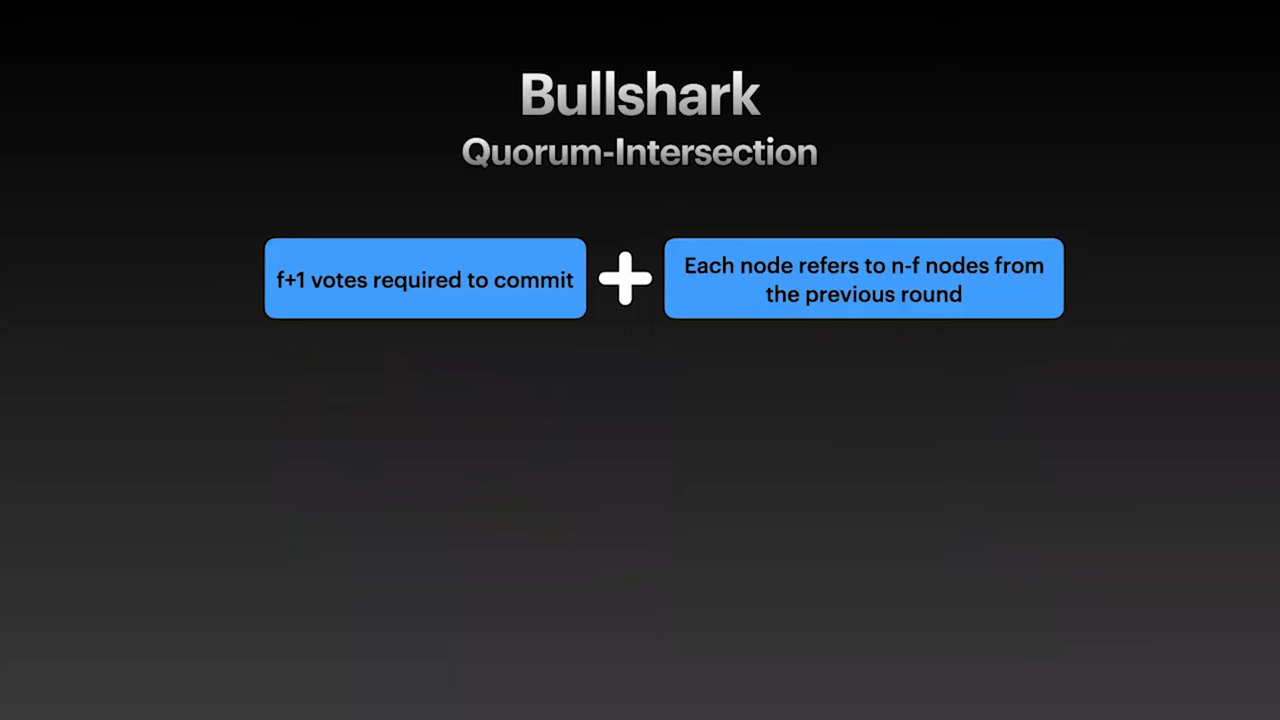 Bullshark
Quorum-Intersection
f+1 votes required to commit
Each node refers to n-f nodes from
the previous round